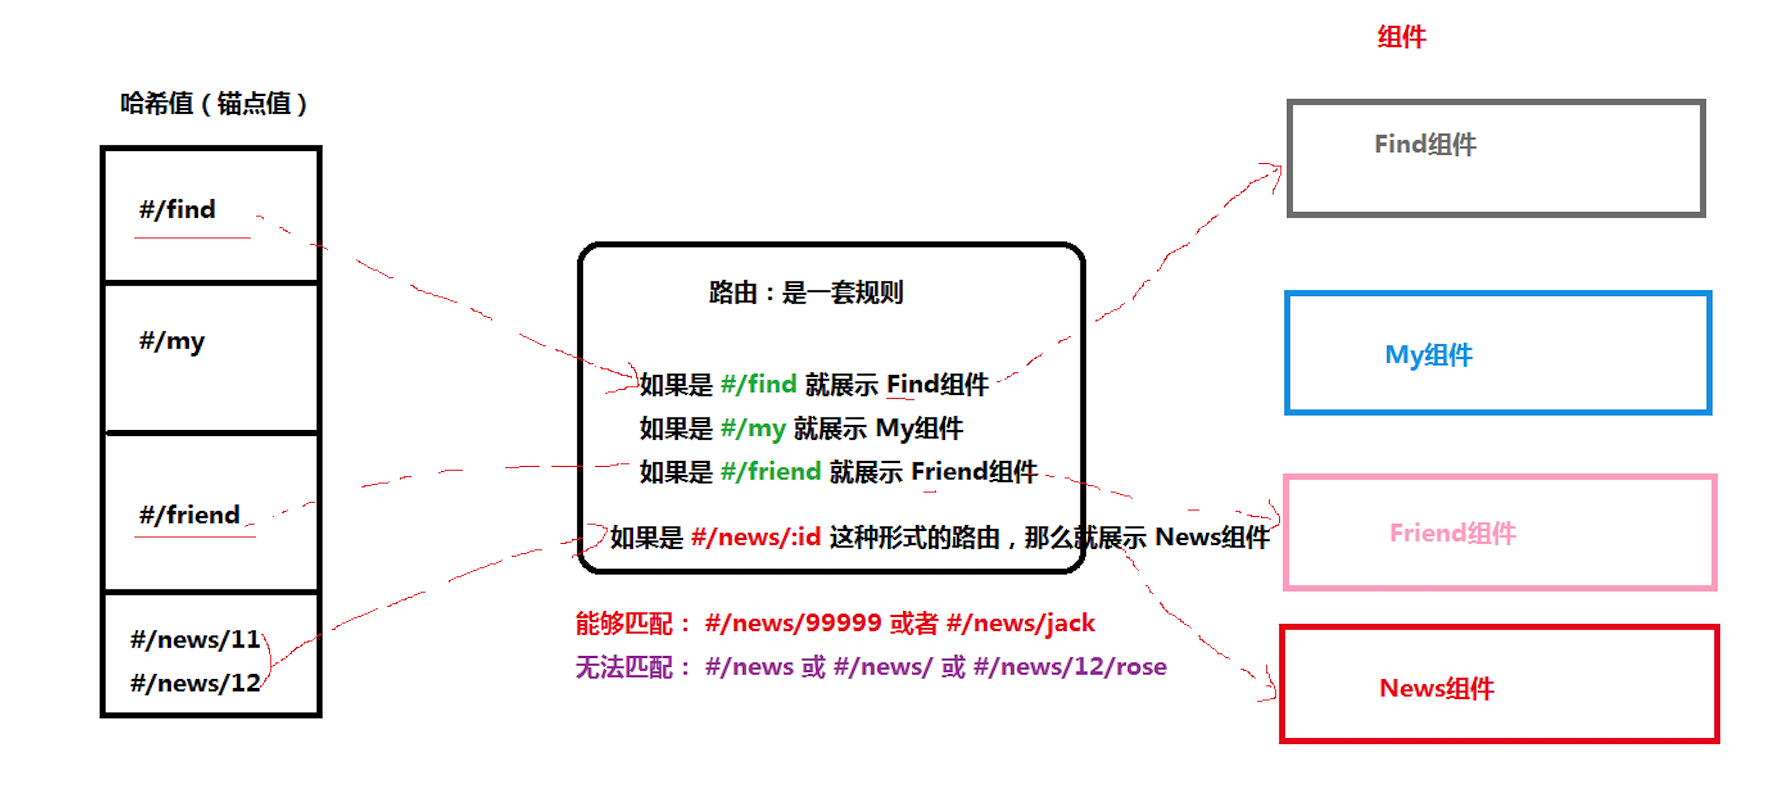 组件
哈希值（锚点值）
#/find
#/my
#/friend
#/news/11
#/news/12
路由：是一套规则
如果是 #/find 就展示 Find组件
如果是 #/my 就展示 My组件
如果是 #/friend 就展示 Friend组件
如果是 #/news/:id 这种形式的路由，那么就展示 News组件
能够匹配： #/news/99999 或者 #/news/jack
无法匹配： #/news 或 #/news/ 或 #/news/12/rose
Find组件
My组件
Friend组件
News组件